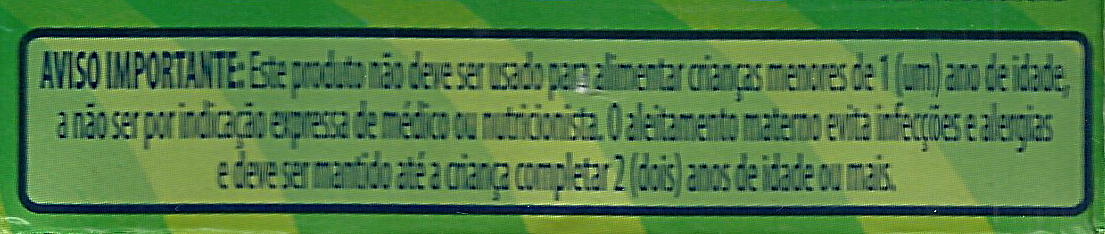 AVISO IMPORTANTE: Este produto não deve ser usado para alimentar crianças menores de 1 (um) ano de idade,
a não ser por indicação expressa de médico ou nutricionista. O aleitamento materno evita infecções e alergias
e deve ser mantido até a criança completar 2 (dois) anos de idade ou mais.